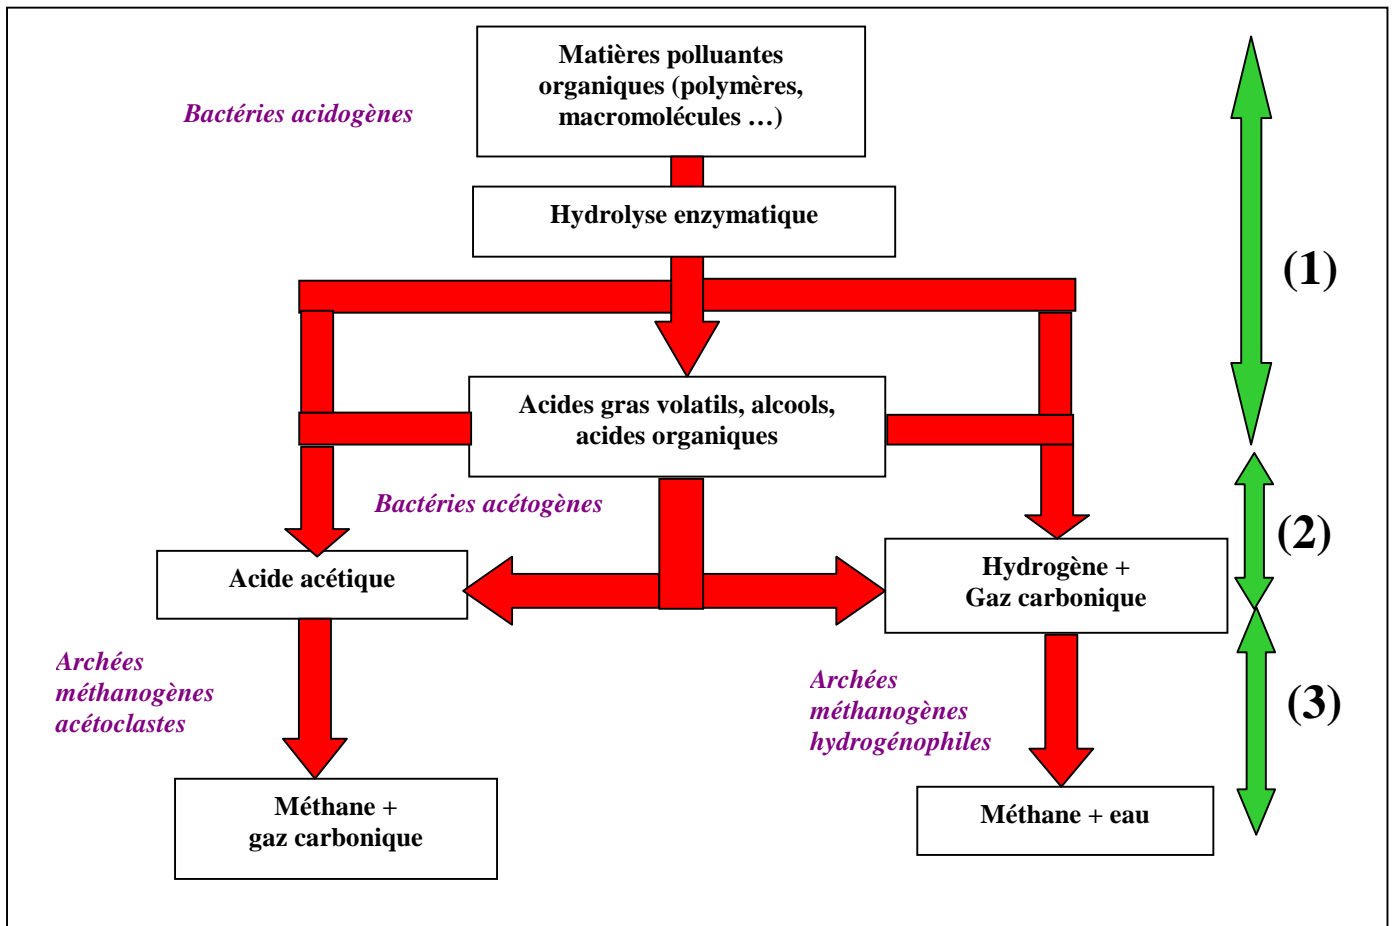 Matières polluantes
organiques (polymères,
macromolécules …)
Bactéries acidogènes
Hydrolyse enzymatique
(1)
Acides gras volatils, alcools,
acides organiques
Bactéries acétogènes
(2)
Acide acétique
Hydrogène +
Gaz carbonique
Archées
méthanogènes
acétoclastes
Archées
méthanogènes
hydrogénophiles
(3)
Méthane +
gaz carbonique
Méthane + eau